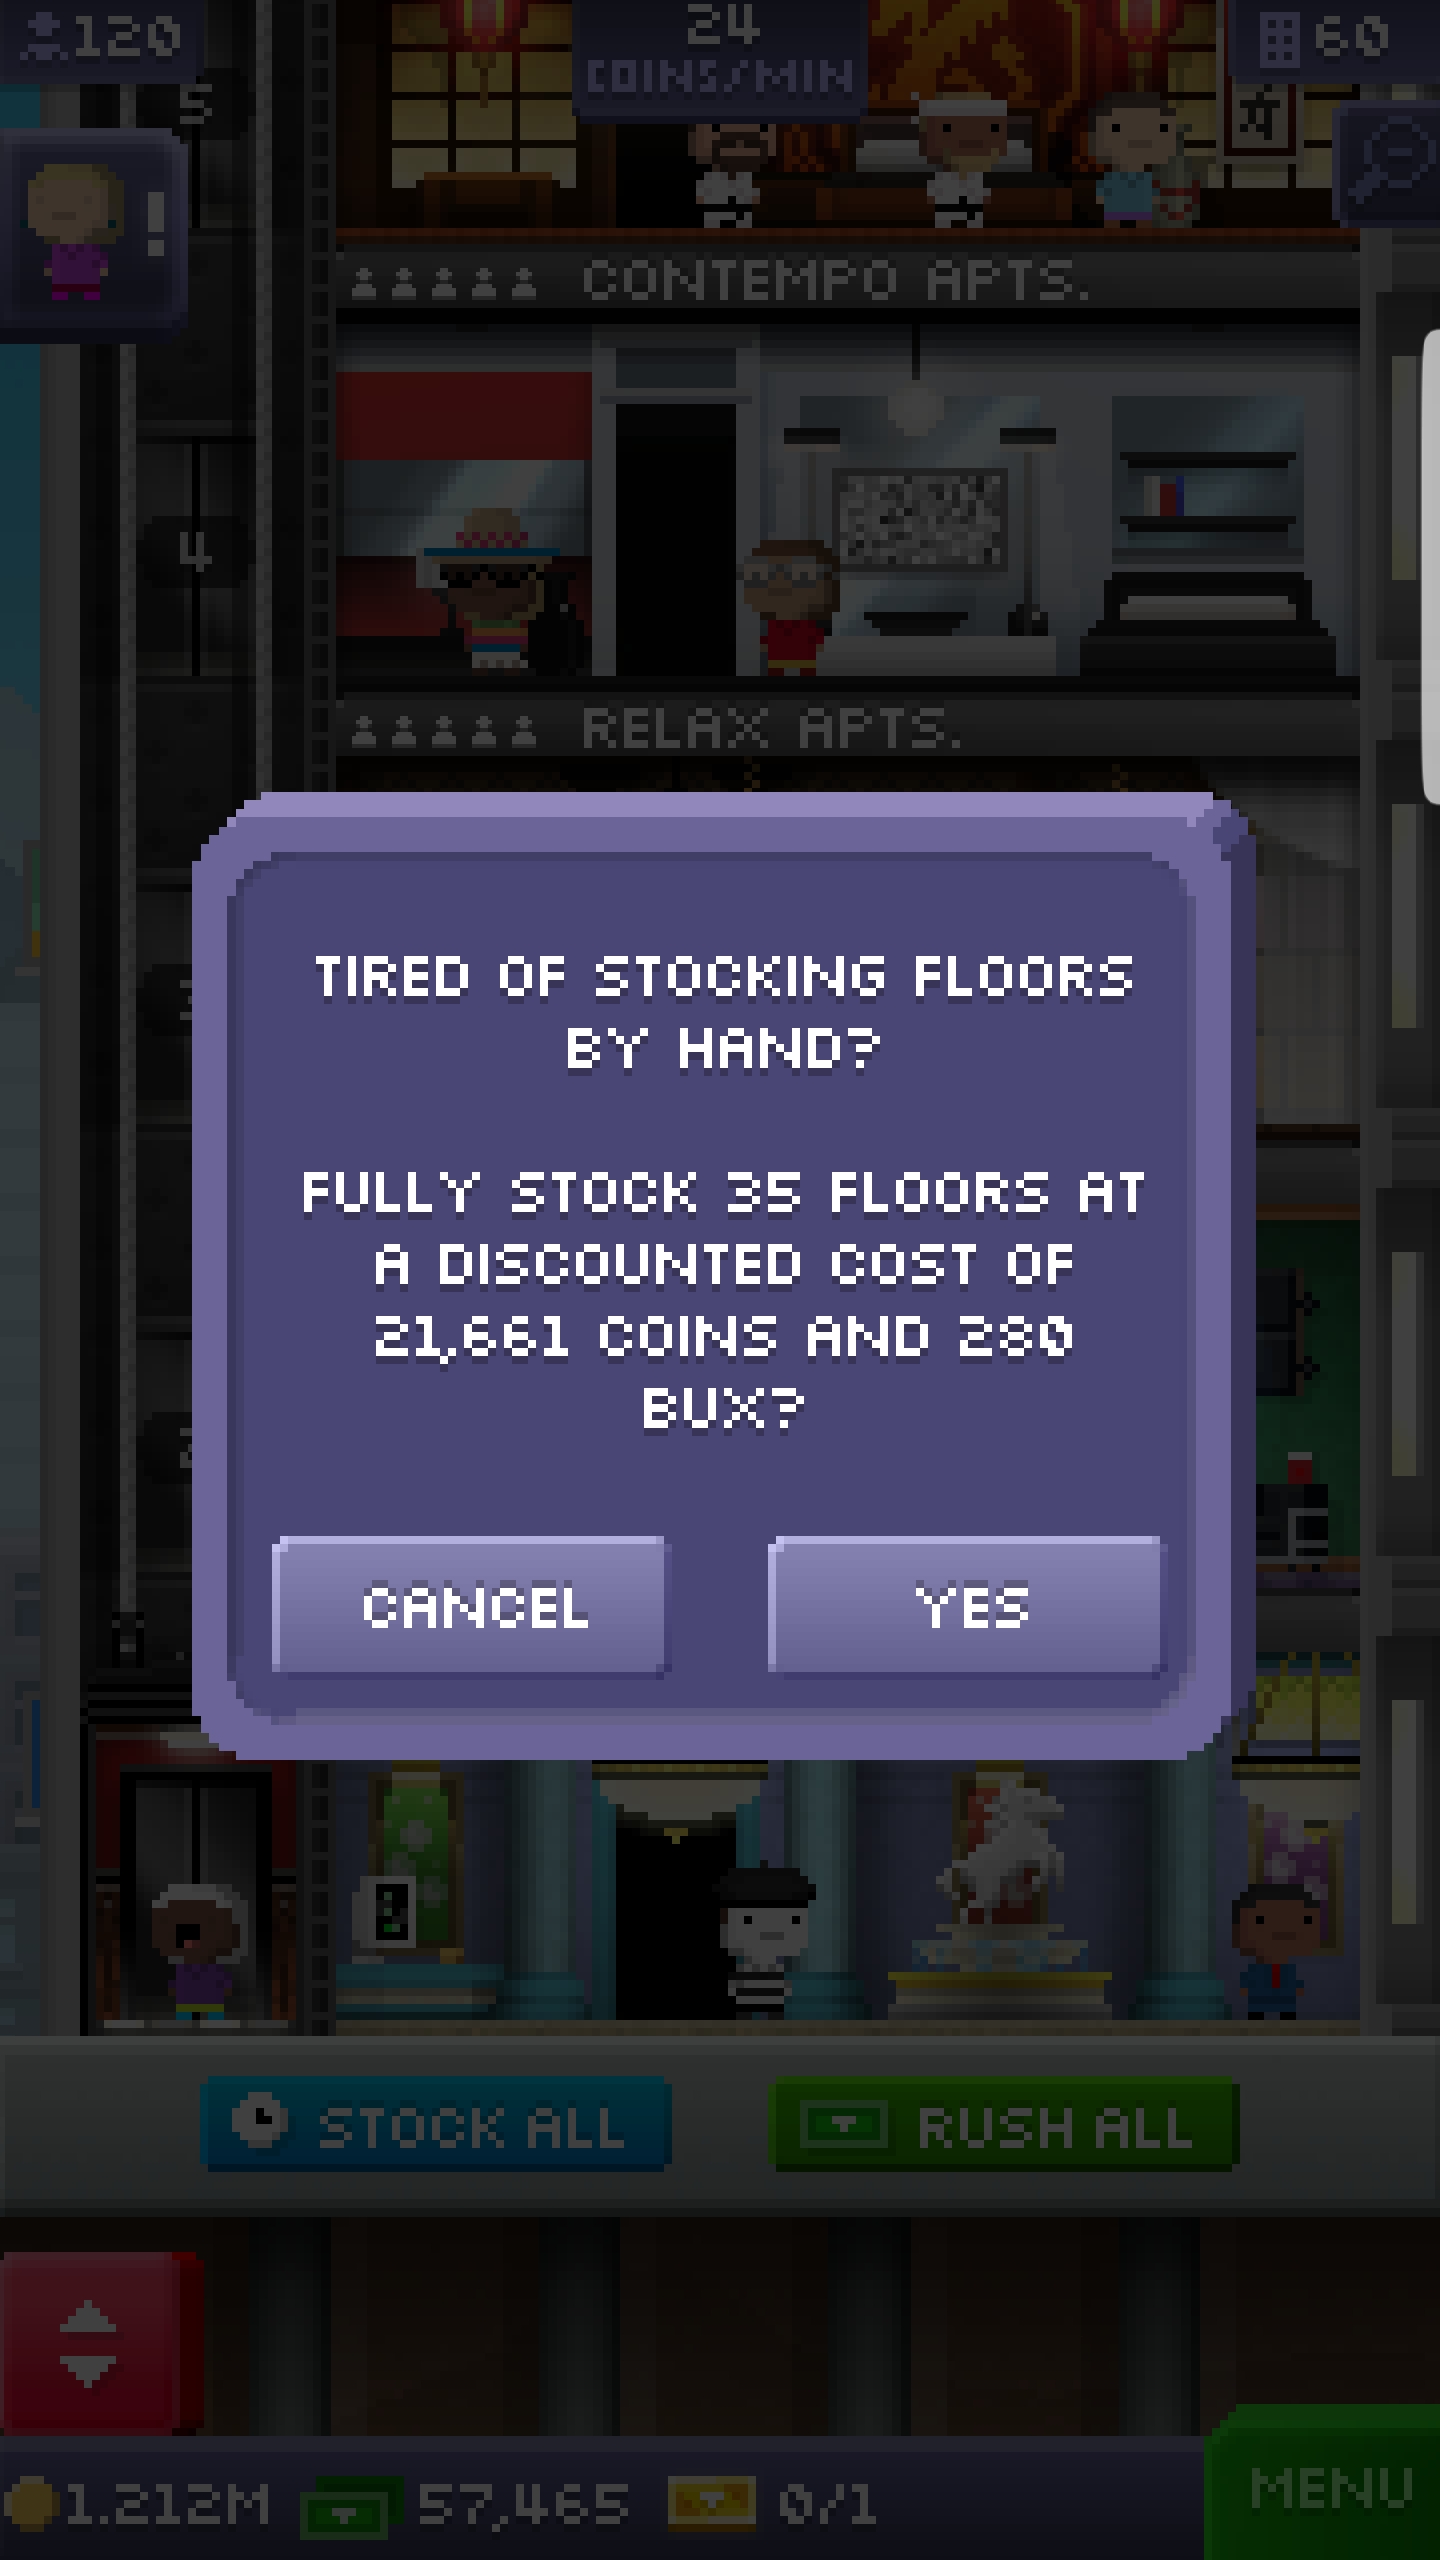 120
24
COINS/MIN
60
5
!
CONTEMPO APTS.
4
RELAX APTS.
TIRED OF STOCKING FLOORS
BY HAND?
FULLY STOCK 35 FLOORS AT
A DISCOUNTED COST OF
21,661 COINS AND 280
BUX?
CANCEL
YES
STOCK ALL
RUSH ALL
1.212M
57,465
0/1
MENU